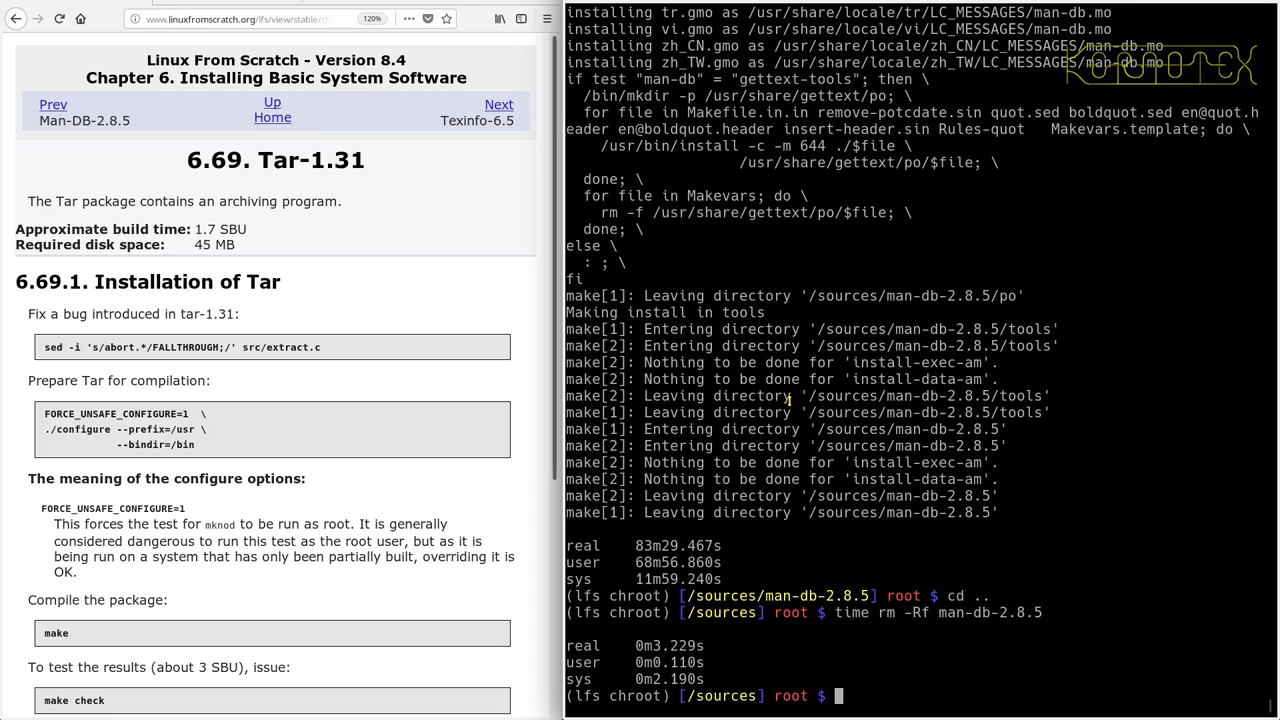 www.linuxfromscratch.org/lfs/view/stable/ch
120%
Linux From Scratch - Version 8.4
Chapter 6. Installing Basic System Software
Prev
Up
Next
Man-DB-2.8.5
Home
Texinfo-6.5
6.69. Tar-1.31
The Tar package contains an archiving program.
Approximate build time: 1.7 SBU
Required disk space: 45 MB
6.69.1. Installation of Tar
Fix a bug introduced in tar-1.31:
sed -i 's/abort.*/FALLTHROUGH;/' src/extract.c
Prepare Tar for compilation:
FORCE_UNSAFE_CONFIGURE=1  \
./configure --prefix=/usr \
            --bindir=/bin
The meaning of the configure options:
FORCE_UNSAFE_CONFIGURE=1
This forces the test for mknod to be run as root. It is generally
considered dangerous to run this test as the root user, but as it is
being run on a system that has only been partially built, overriding it is
OK.
Compile the package:
make
To test the results (about 3 SBU), issue:
make check
installing tr.gmo as /usr/share/locale/tr/LC_MESSAGES/man-db.mo
installing vi.gmo as /usr/share/locale/vi/LC_MESSAGES/man-db.mo
installing zh_CN.gmo as /usr/share/locale/zh_CN/LC_MESSAGES/man-db.mo
installing zh_TW.gmo as /usr/share/locale/zh_TW/LC_MESSAGES/man-db.mo
if test "man-db" = "gettext-tools"; then \
  /bin/mkdir -p /usr/share/gettext/po; \
  for file in Makefile.in.in remove-potcdate.sin quot.sed boldquot.sed en@quot.h
eader en@boldquot.header insert-header.sin Rules-quot   Makevars.template; do \
    /usr/bin/install -c -m 644 ./$file \
                     /usr/share/gettext/po/$file; \
  done; \
  for file in Makevars; do \
    rm -f /usr/share/gettext/po/$file; \
  done; \
else \
  : ; \
fi
make[1]: Leaving directory '/sources/man-db-2.8.5/po'
Making install in tools
make[1]: Entering directory '/sources/man-db-2.8.5/tools'
make[2]: Entering directory '/sources/man-db-2.8.5/tools'
make[2]: Nothing to be done for 'install-exec-am'.
make[2]: Nothing to be done for 'install-data-am'.
make[2]: Leaving directory '/sources/man-db-2.8.5/tools'
make[1]: Leaving directory '/sources/man-db-2.8.5/tools'
make[1]: Entering directory '/sources/man-db-2.8.5'
make[2]: Entering directory '/sources/man-db-2.8.5'
make[2]: Nothing to be done for 'install-exec-am'.
make[2]: Nothing to be done for 'install-data-am'.
make[2]: Leaving directory '/sources/man-db-2.8.5'
make[1]: Leaving directory '/sources/man-db-2.8.5'
real    83m29.467s
user    68m56.860s
sys     11m59.240s
(lfs chroot) [/sources/man-db-2.8.5] root $ cd ..
(lfs chroot) [/sources] root $ time rm -Rf man-db-2.8.5
real    0m3.229s
user    0m0.110s
sys     0m2.190s
(lfs chroot) [/sources] root $